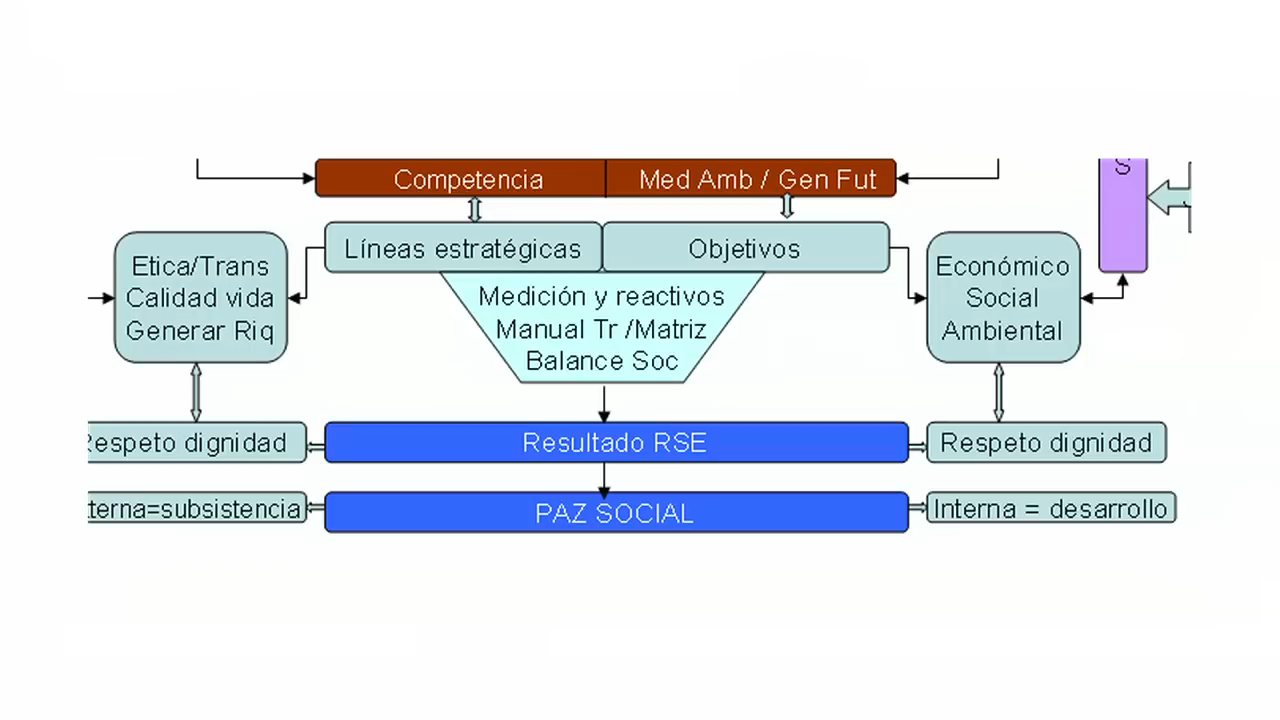 Competencia
Med Amb / Gen Fut
Líneas estratégicas
Objetivos
Etica/Trans
Calidad vida
Generar Riq
Medición y reactivos
Manual Tr /Matriz
Balance Soc
Económico
Social
Ambiental
Respeto dignidad
Resultado RSE
Respeto dignidad
terna=subsistencia
PAZ SOCIAL
Interna = desarrollo